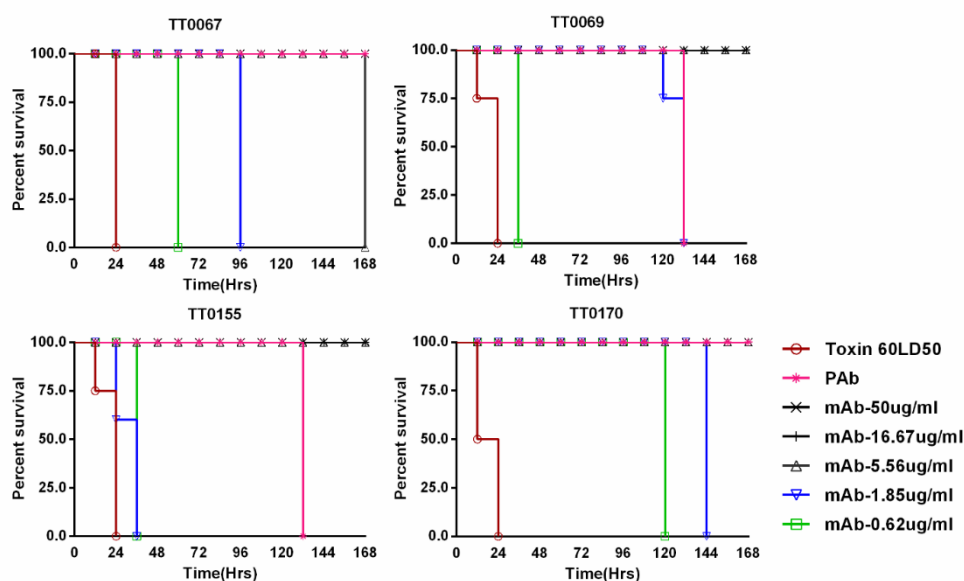 TT0067
Percent survival
100.0
75.0
50.0
25.0
0.0
0 24 48 72 96 120 144 168
Time(Hrs)
TT0069
Percent survival
100.0
75.0
50.0
25.0
0.0
0 24 48 72 96 120 144 168
Time(Hrs)
TT0155
Percent survival
100.0
75.0
50.0
25.0
0.0
0 24 48 72 96 120 144 168
Time(Hrs)
TT0170
Percent survival
100.0
75.0
50.0
25.0
0.0
0 24 48 72 96 120 144 168
Time(Hrs)
Toxin 60LD50
PAb
mAb-50ug/ml
mAb-16.67ug/ml
mAb-5.56ug/ml
mAb-1.85ug/ml
mAb-0.62ug/ml